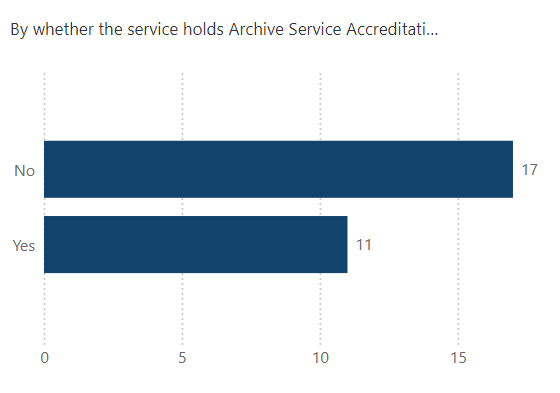 By whether the service holds Archive Service Accreditati...
No 17
Yes 11
0 5 10 15